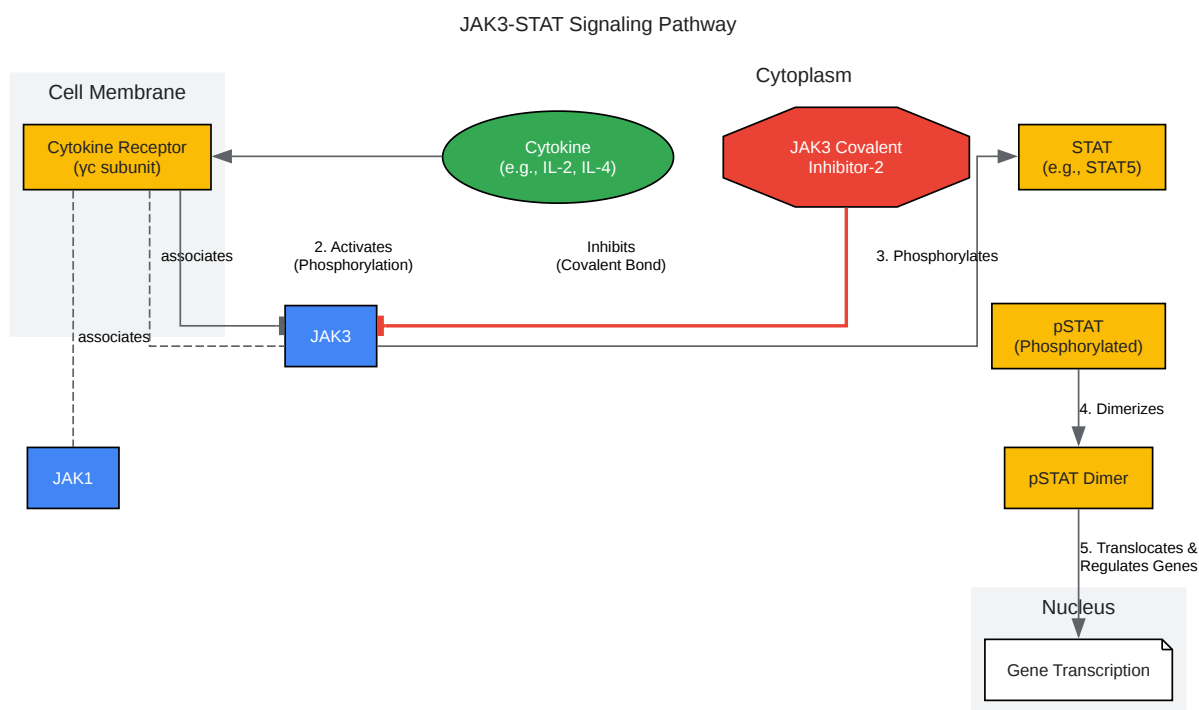 JAK3-STAT Signaling Pathway
Cell Membrane
Cytoplasm
Cytokine Receptor
(γc subunit)
Cytokine
(e.g., IL-2, IL-4)
JAK3 Covalent
Inhibitor-2
STAT
(e.g., STAT5)
associates
2. Activates
(Phosphorylation)
Inhibits
(Covalent Bond)
3. Phosphorylates
associates
JAK3
pSTAT
(Phosphorylated)
4. Dimerizes
JAK1
pSTAT Dimer
5. Translocates &
Regulates Genes
Nucleus
Gene Transcription